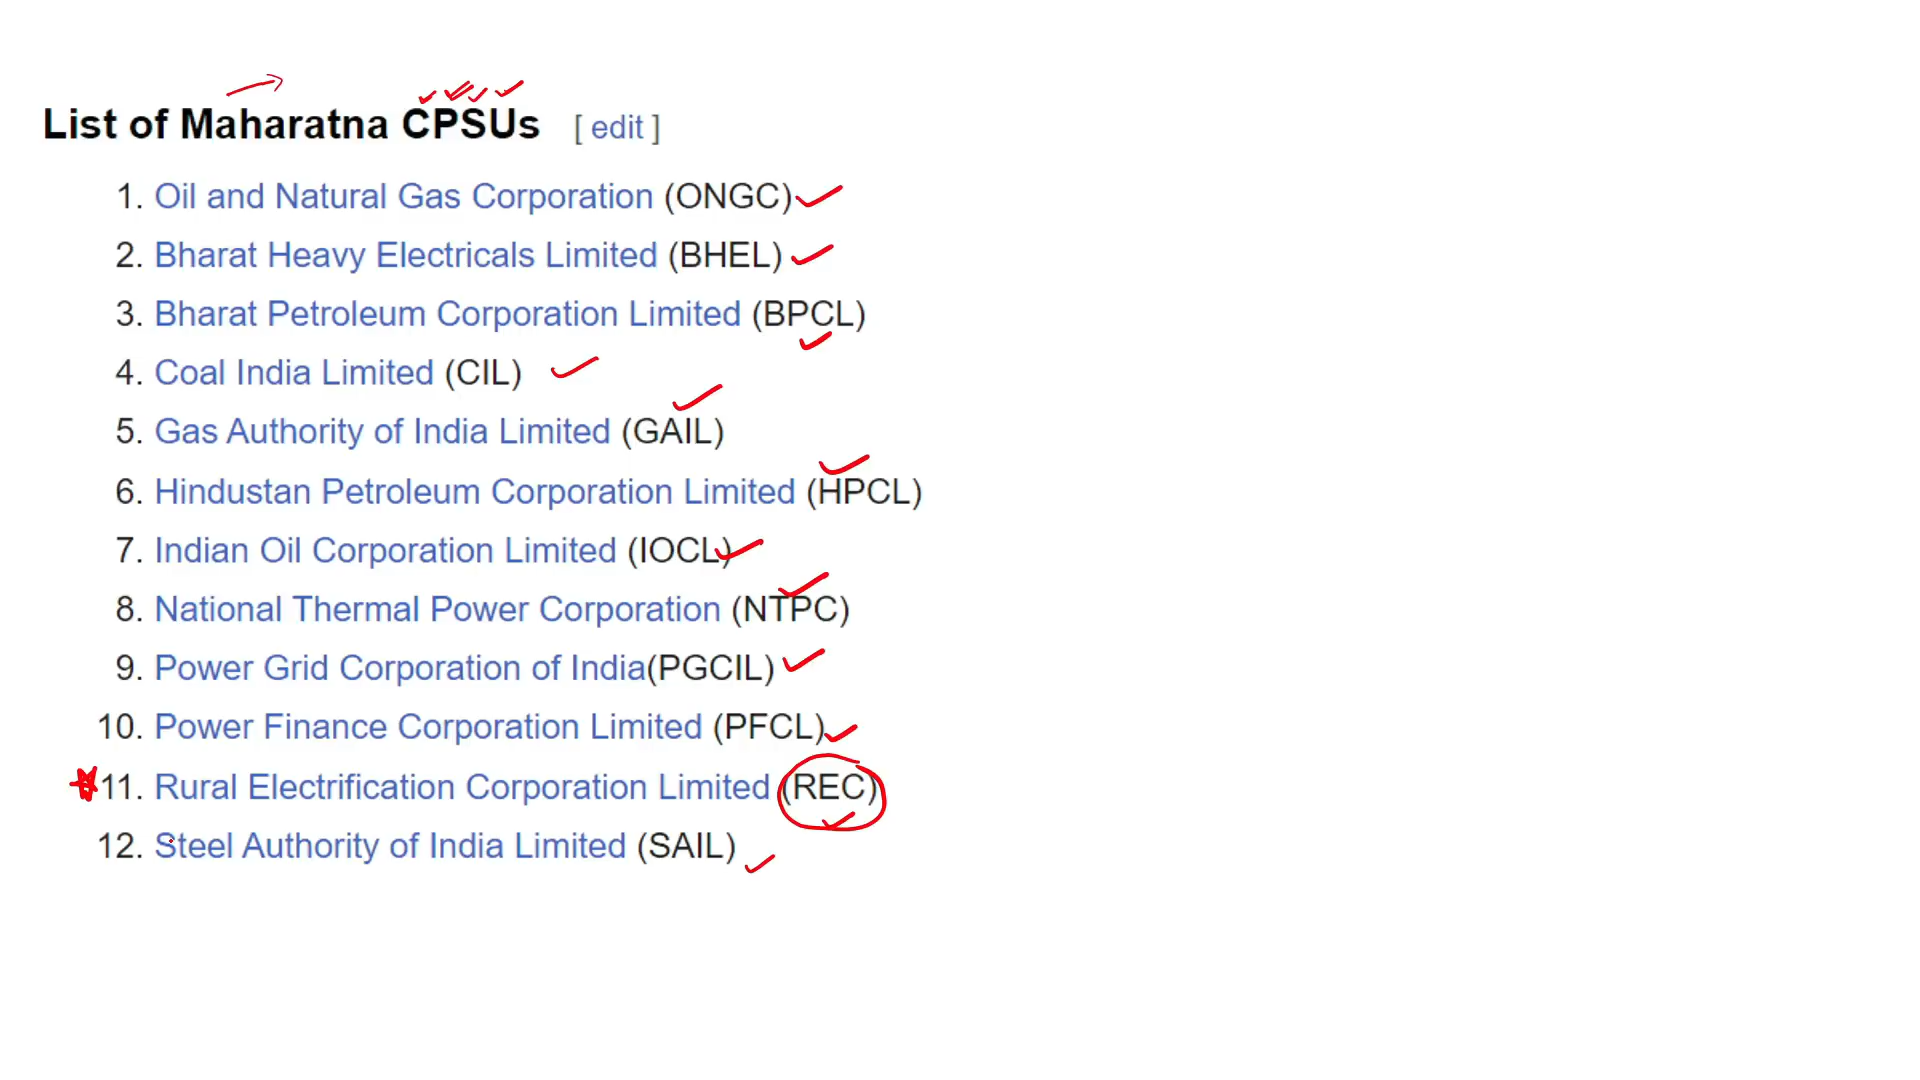 List of Maharatna CPSUs [ edit ]
1. Oil and Natural Gas Corporation (ONGC)
2. Bharat Heavy Electricals Limited (BHEL)
3. Bharat Petroleum Corporation Limited (BPCL)
4. Coal India Limited (CIL)
5. Gas Authority of India Limited (GAIL)
6. Hindustan Petroleum Corporation Limited (HPCL)
7. Indian Oil Corporation Limited (IOCL)
8. National Thermal Power Corporation (NTPC)
9. Power Grid Corporation of India(PGCIL)
10. Power Finance Corporation Limited (PFCL)
11. Rural Electrification Corporation Limited (REC)
12. Steel Authority of India Limited (SAIL)